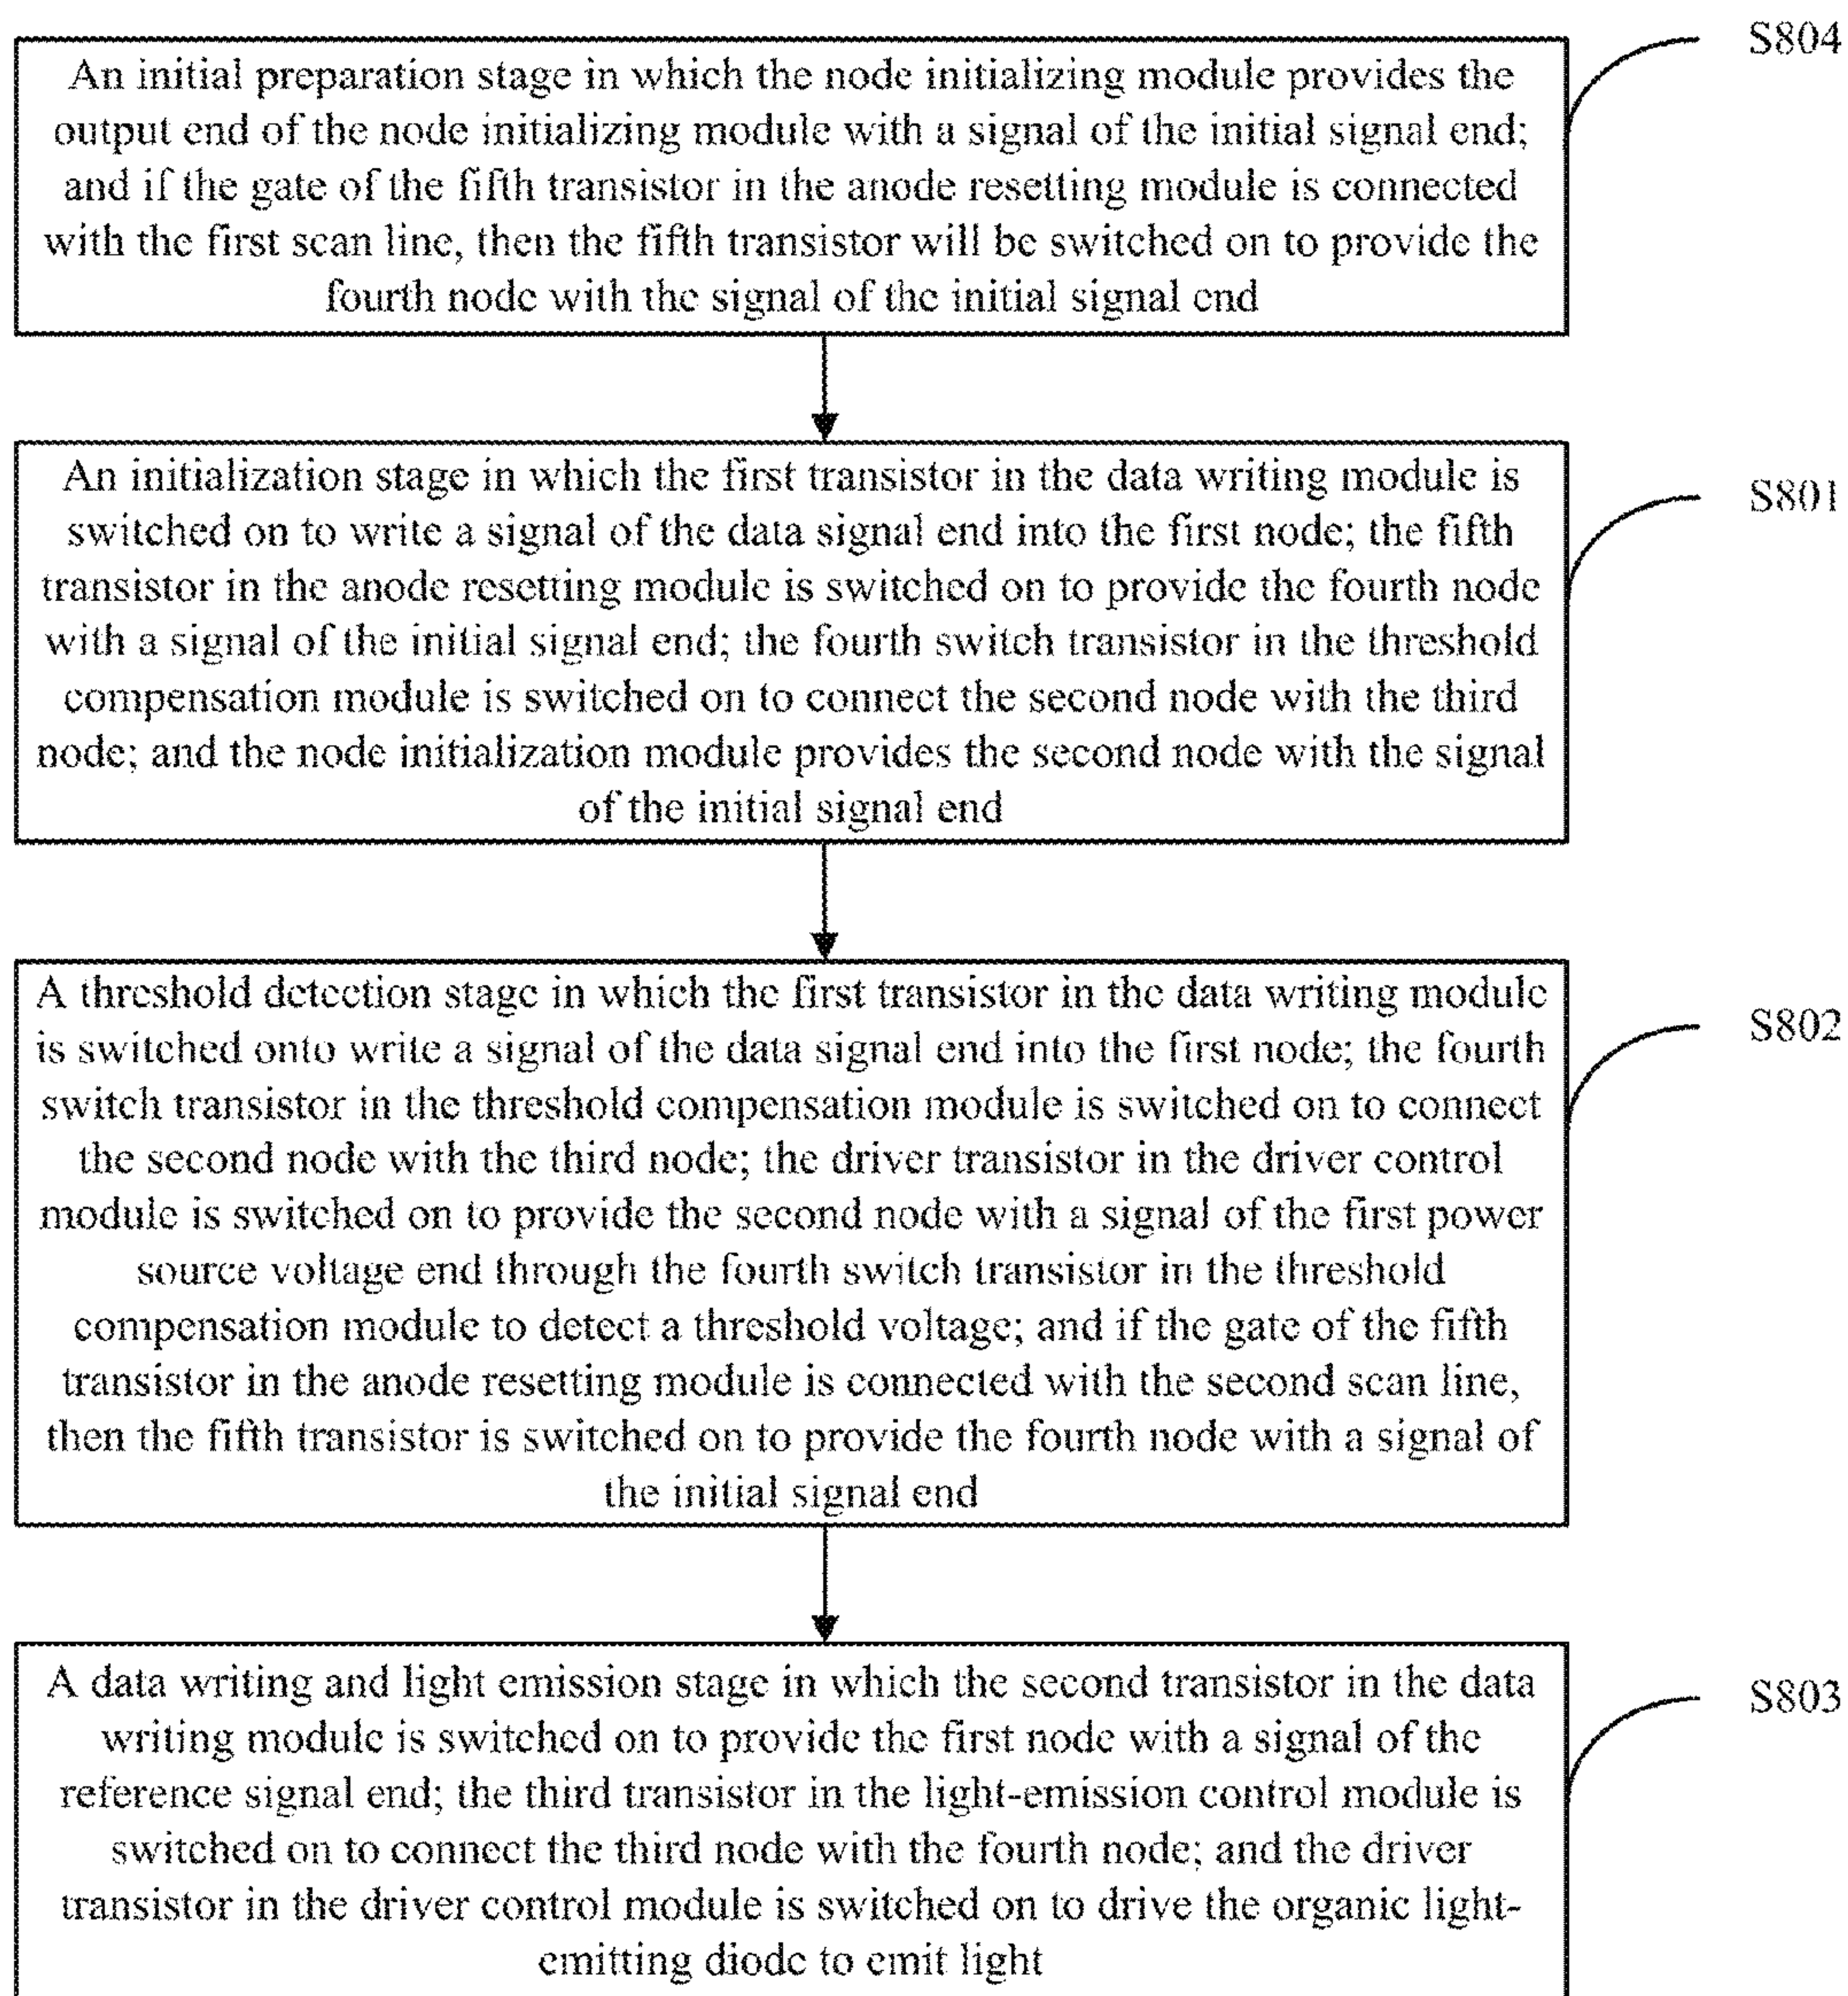 S804
An initial preparation stage in which the node initializing module provides the
output end of the node initializing module with a signal of the initial signal end;
and if the gate of the fifth transistor in the anode resetting module is connected
with the first scan line, then the fifth transistor will be switched on to provide the
fourth node with the signal of the initial signal end
S801
An initialization stage in which the first transistor in the data writing module is
switched on to write a signal of the data signal end into the first node; the fifth
transistor in the anode resetting module is switched on to provide the fourth node
with a signal of the initial signal end; the fourth switch transistor in the threshold
compensation module is switched on to connect the second node with the third
node; and the node initialization module provides the second node with the signal
of the initial signal end
S802
A threshold detection stage in which the first transistor in the data writing module
is switched onto write a signal of the data signal end into the first node; the fourth
switch transistor in the threshold compensation module is switched on to connect
the second node with the third node; the driver transistor in the driver control
module is switched on to provide the second node with a signal of the first power
source voltage end through the fourth switch transistor in the threshold
compensation module to detect a threshold voltage; and if the gate of the fifth
transistor in the anode resetting module is connected with the second scan line,
then the fifth transistor is switched on to provide the fourth node with a signal of
the initial signal end
S803
A data writing and light emission stage in which the second transistor in the data
writing module is switched on to provide the first node with a signal of the
reference signal end; the third transistor in the light-emission control module is
switched on to connect the third node with the fourth node; and the driver
transistor in the driver control module is switched on to drive the organic light-
emitting diode to emit light